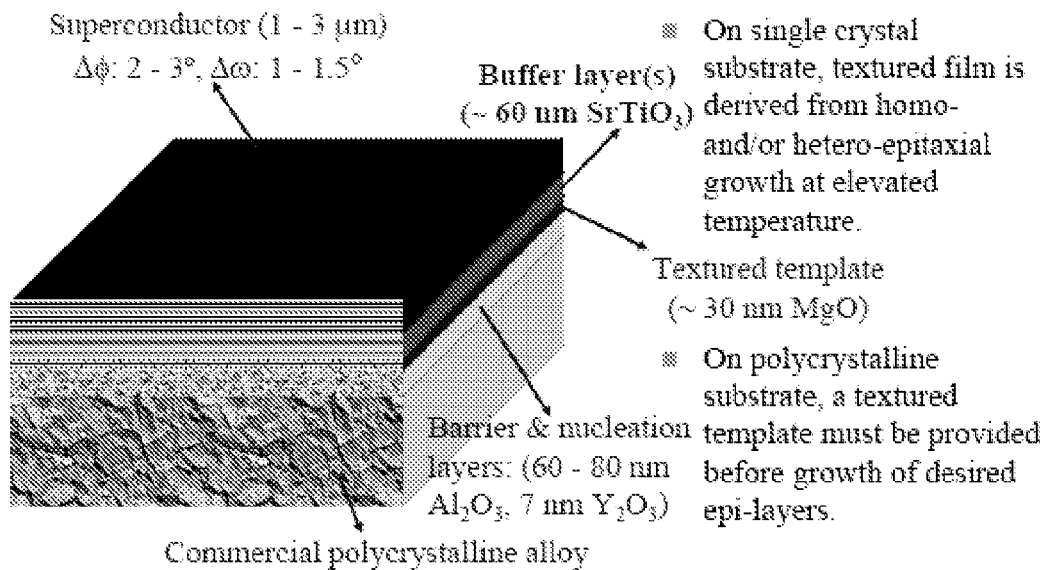 Superconductor (1 - 3 μm)
Δϕ: 2 - 3°, Δω: 1 - 1.5°
Buffer layer(s)
(~ 60 nm SrTiO₃)
Textured template
(~ 30 nm MgO)
Barrier & nucleation
layers: (60 - 80 nm
Al₂O₃, 7 nm Y₂O₃)
Commercial polycrystalline alloy
▪ On single crystal
substrate, textured film is
derived from homo-
and/or hetero-epitaxial
growth at elevated
temperature.
▪ On polycrystalline
substrate, a textured
template must be provided
before growth of desired
epi-layers.